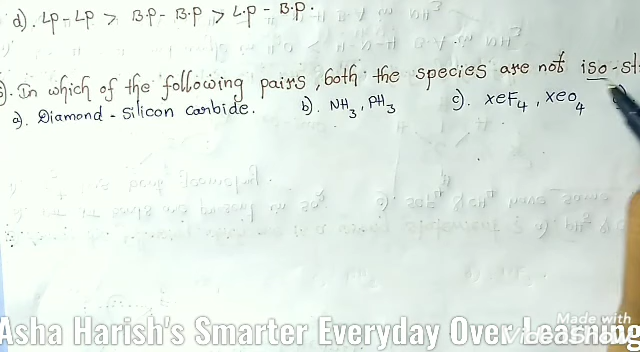 d). LP - LP > B.P - B.P > L.P - B.P.
). In which of the following pairs, both the species are not iso-st
a). Diamond - Silicon carbide. b). NH3, PH3 c). XeF4, XeO4
Made with
VideoShow
Asha Harish's Smarter Everyday Over Learning